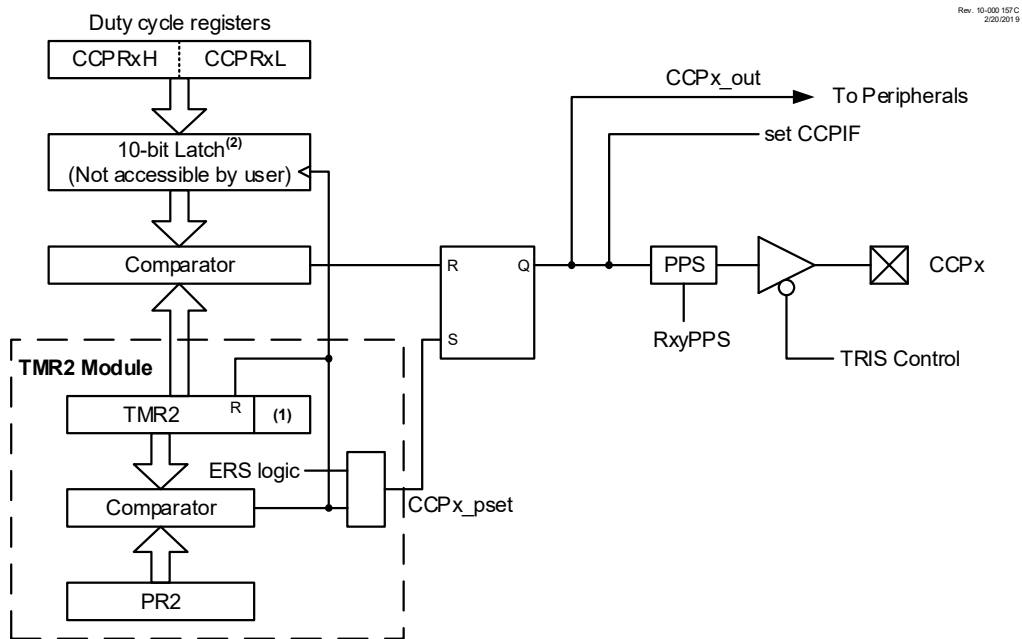 Rev. 10-000 157C
2/20/2019
Duty cycle registers
CCPRxH CCPRxL
CCPx_out
To Peripherals
set CCPIF
10-bit Latch(2)
(Not accessible by user)
Comparator
R Q
PPS
CCPx
S
RxyPPS
TRIS Control
TMR2 Module
TMR2 R (1)
ERS logic
Comparator
CCPx_pset
PR2